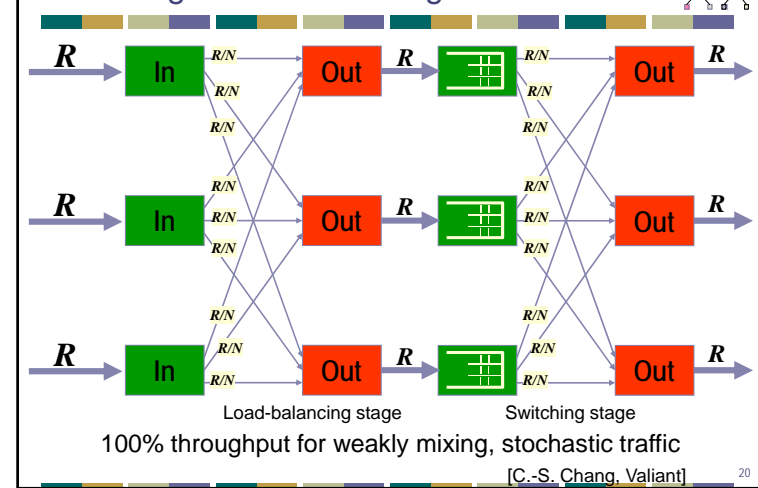 R In R/N Out R R/N Out R
R/N R/N
R/N R/N
R/N R/N
R In R/N Out R R/N Out R
R/N R/N
R/N R/N
R/N R/N
R In R/N Out R R/N Out R
Load-balancing stage Switching stage
100% throughput for weakly mixing, stochastic traffic
[C.-S. Chang, Valiant] 20